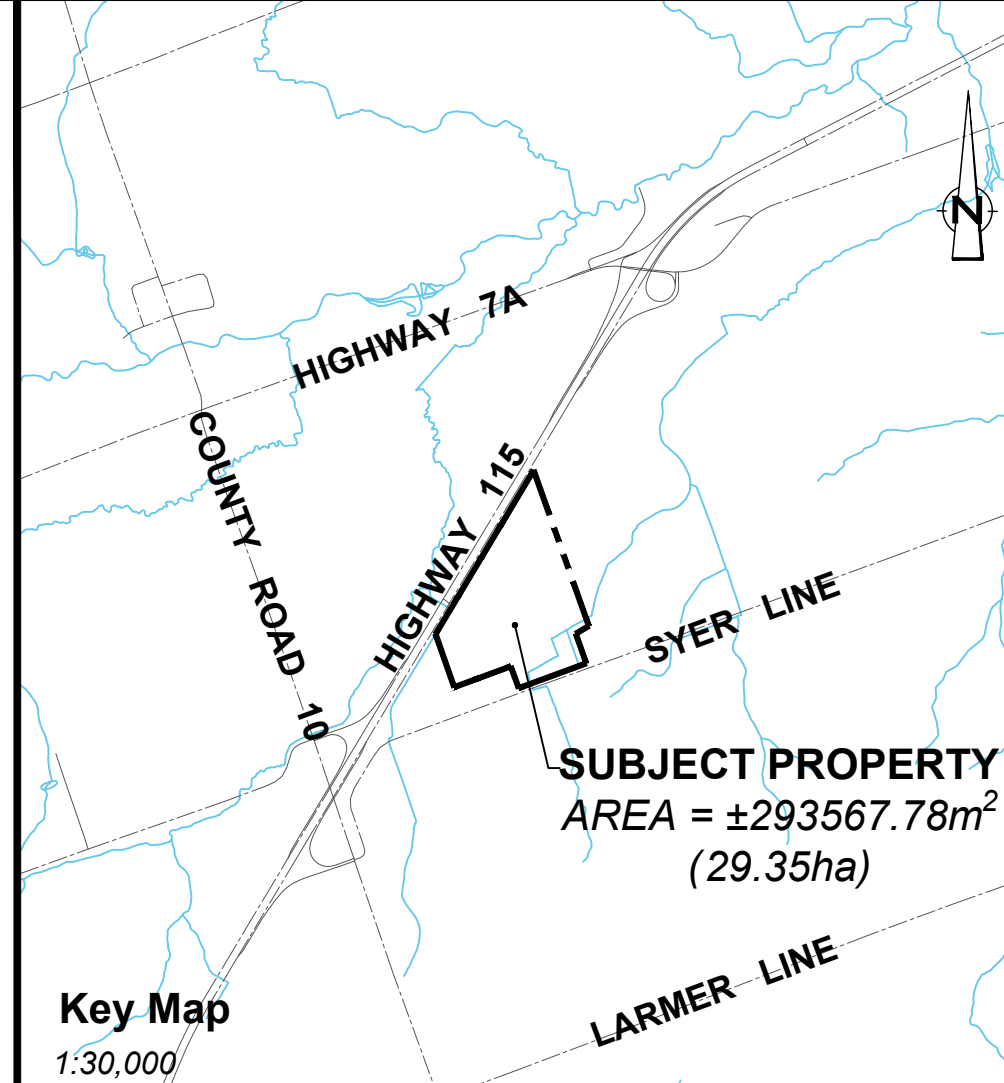 N
HIGHWAY 7A
COUNTY ROAD 10
HIGHWAY 115
SYER LINE
SUBJECT PROPERTY
AREA = ±293567.78m²
(29.35ha)
LARMER LINE
Key Map
1:30,000